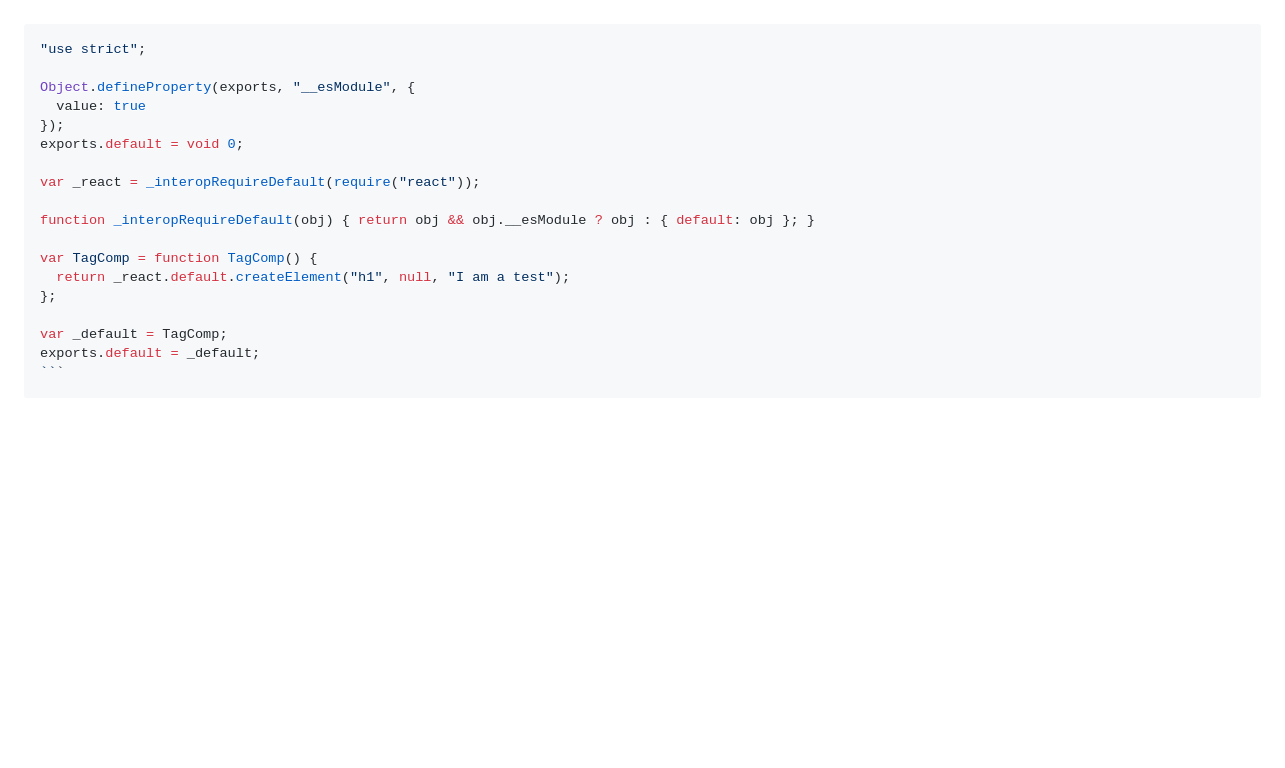 "use strict";

Object.defineProperty(exports, "__esModule", {
  value: true
});
exports.default = void 0;

var _react = _interopRequireDefault(require("react"));

function _interopRequireDefault(obj) { return obj && obj.__esModule ? obj : { default: obj }; }

var TagComp = function TagComp() {
  return _react.default.createElement("h1", null, "I am a test");
};

var _default = TagComp;
exports.default = _default;
```